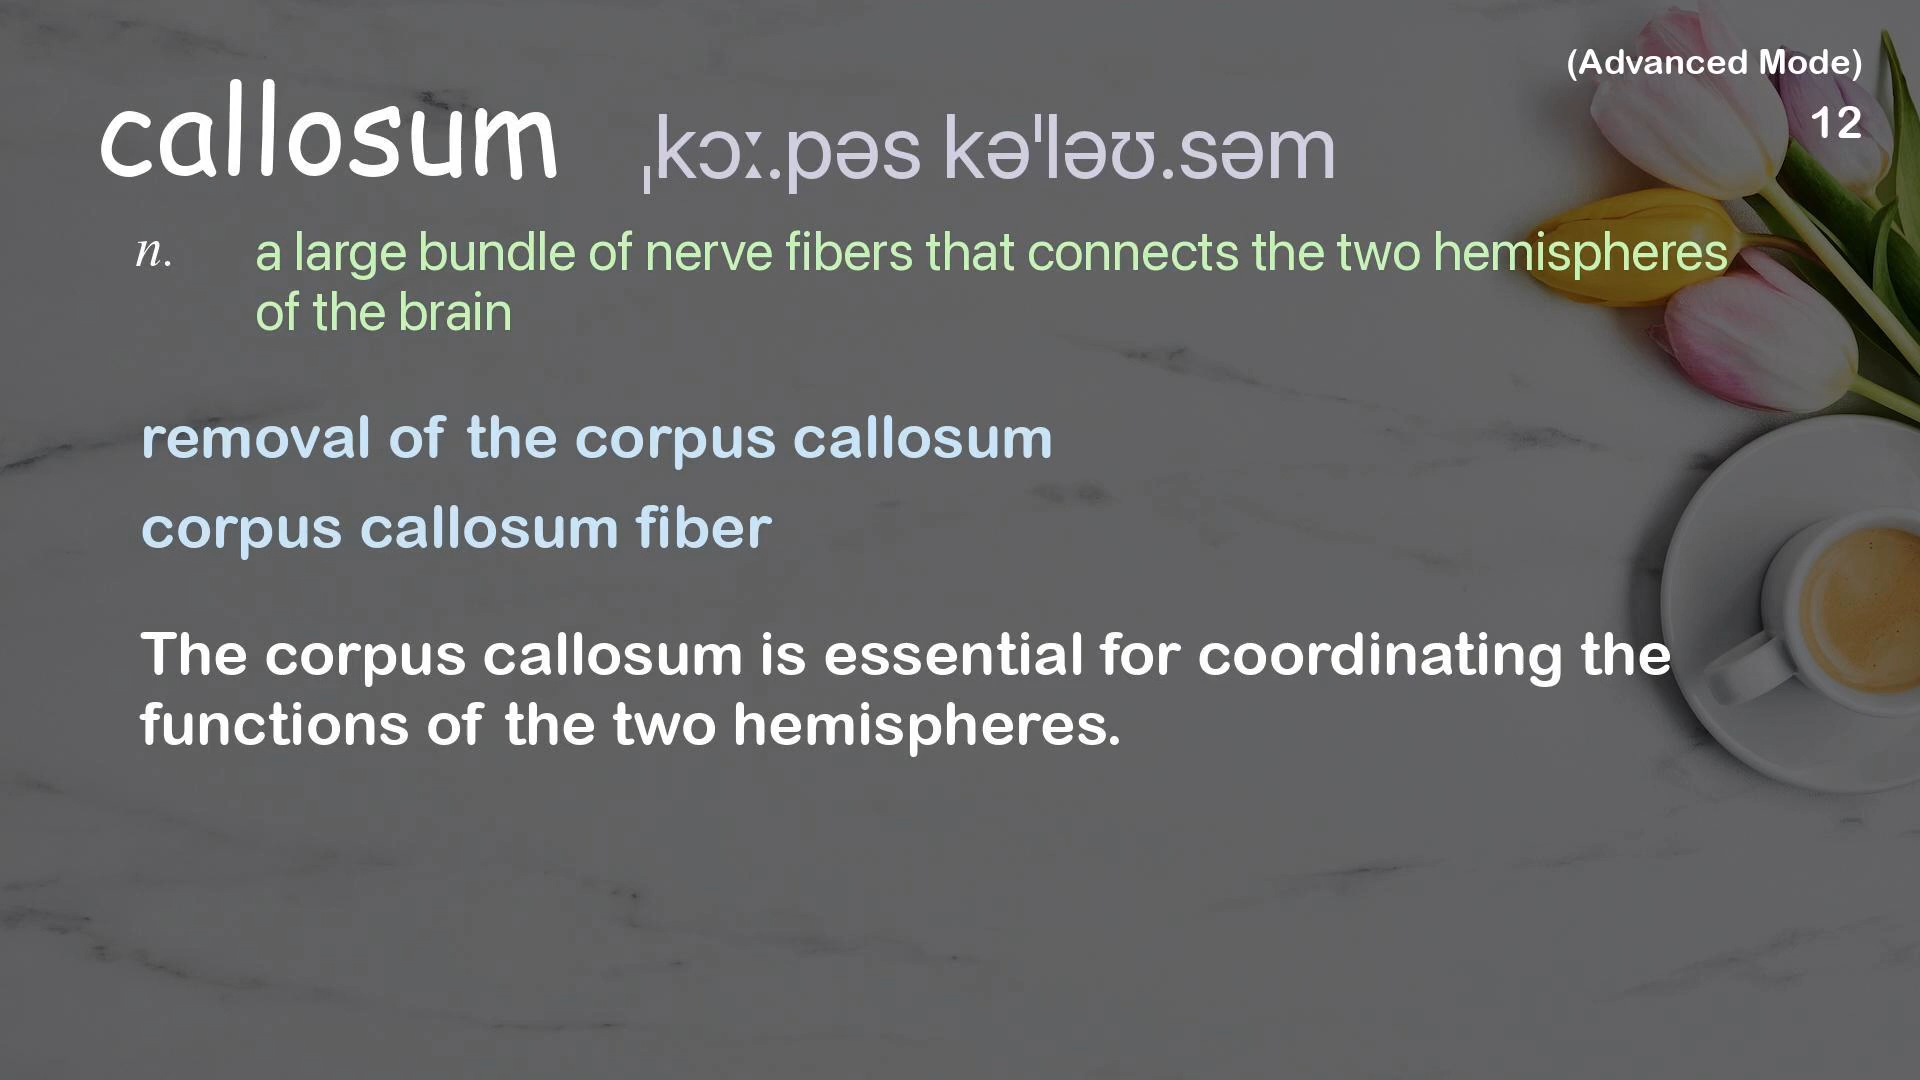 (Advanced Mode)
callosum ˌkɔː.pəs kəˈləʊ.səm
12
n. a large bundle of nerve fibers that connects the two hemispheres
of the brain
removal of the corpus callosum
corpus callosum fiber
The corpus callosum is essential for coordinating the
functions of the two hemispheres.